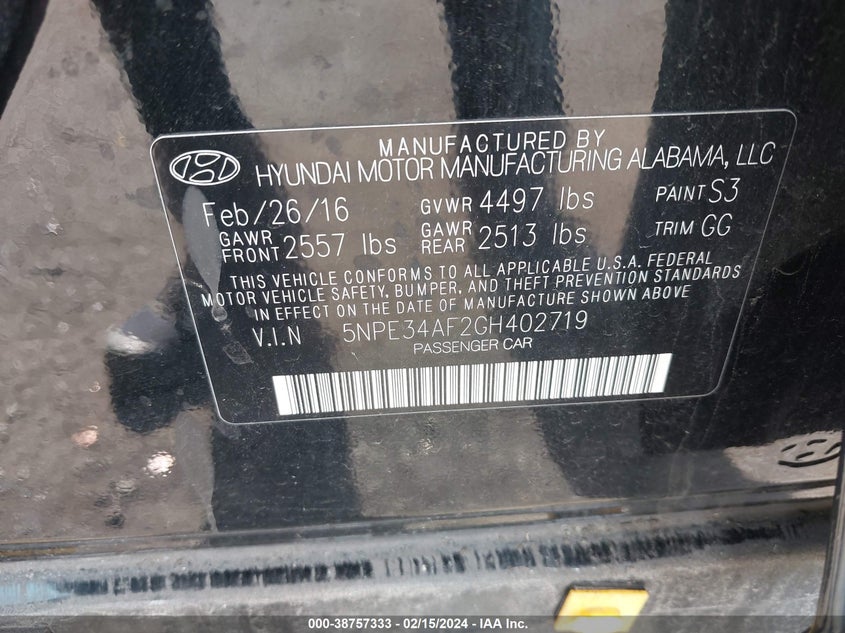 MANUFACTURED BY
HYUNDAI MOTOR MANUFACTURING ALABAMA, LLC
Feb/26/16 GVWR 4497 lbs PAINT S3
GAWR FRONT 2557 lbs GAWR REAR 2513 lbs TRIM GG
THIS VEHICLE CONFORMS TO ALL APPLICABLE U.S.A. FEDERAL
MOTOR VEHICLE SAFETY, BUMPER, AND THEFT PREVENTION STANDARDS
IN EFFECT ON THE DATE OF MANUFACTURE SHOWN ABOVE
V.I.N 5NPE34AF2GH402719
PASSENGER CAR
000-38757333 - 02/15/2024 - IAA Inc.